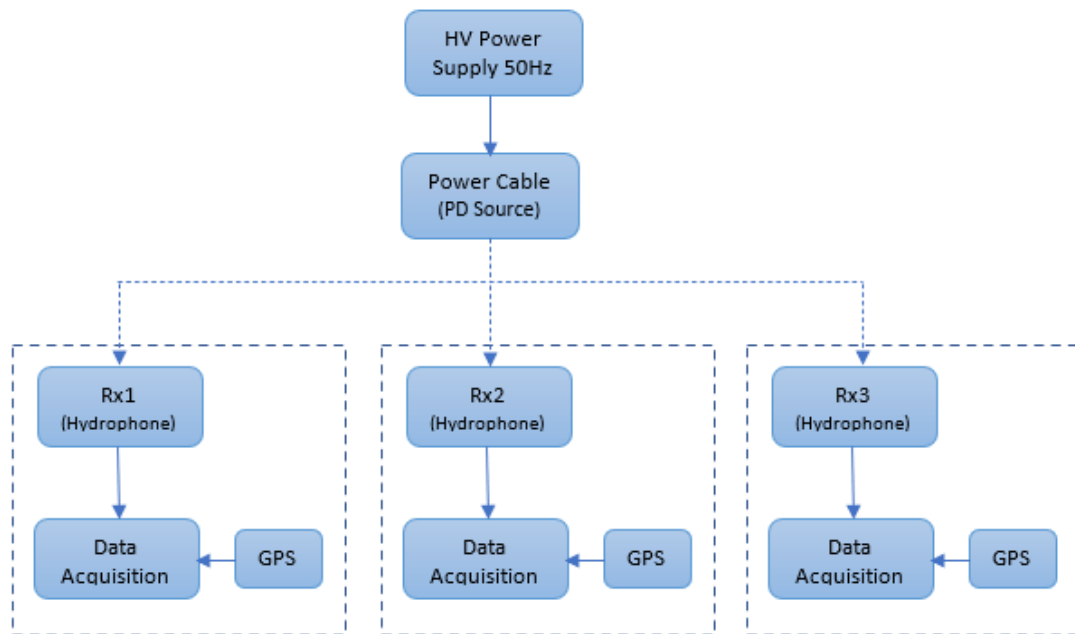 HV Power
Supply 50Hz
Power Cable
(PD Source)
Rx1
(Hydrophone)
Rx2
(Hydrophone)
Rx3
(Hydrophone)
Data
Acquisition
GPS
Data
Acquisition
GPS
Data
Acquisition
GPS